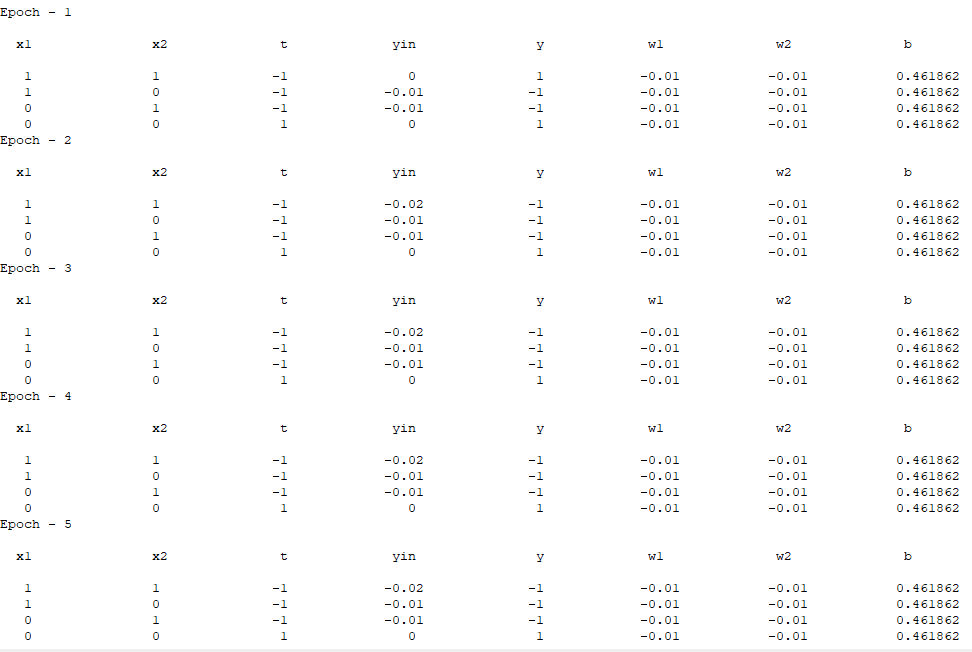 Epoch - 1
x1 x2 t yin y w1 w2 b
1 1 -1 0 1 -0.01 -0.01 0.461862
1 0 -1 -0.01 -1 -0.01 -0.01 0.461862
0 1 -1 -0.01 -1 -0.01 -0.01 0.461862
0 0 1 0 1 -0.01 -0.01 0.461862
Epoch - 2
x1 x2 t yin y w1 w2 b
1 1 -1 -0.02 -1 -0.01 -0.01 0.461862
1 0 -1 -0.01 -1 -0.01 -0.01 0.461862
0 1 -1 -0.01 -1 -0.01 -0.01 0.461862
0 0 1 0 1 -0.01 -0.01 0.461862
Epoch - 3
x1 x2 t yin y w1 w2 b
1 1 -1 -0.02 -1 -0.01 -0.01 0.461862
1 0 -1 -0.01 -1 -0.01 -0.01 0.461862
0 1 -1 -0.01 -1 -0.01 -0.01 0.461862
0 0 1 0 1 -0.01 -0.01 0.461862
Epoch - 4
x1 x2 t yin y w1 w2 b
1 1 -1 -0.02 -1 -0.01 -0.01 0.461862
1 0 -1 -0.01 -1 -0.01 -0.01 0.461862
0 1 -1 -0.01 -1 -0.01 -0.01 0.461862
0 0 1 0 1 -0.01 -0.01 0.461862
Epoch - 5
x1 x2 t yin y w1 w2 b
1 1 -1 -0.02 -1 -0.01 -0.01 0.461862
1 0 -1 -0.01 -1 -0.01 -0.01 0.461862
0 1 -1 -0.01 -1 -0.01 -0.01 0.461862
0 0 1 0 1 -0.01 -0.01 0.461862